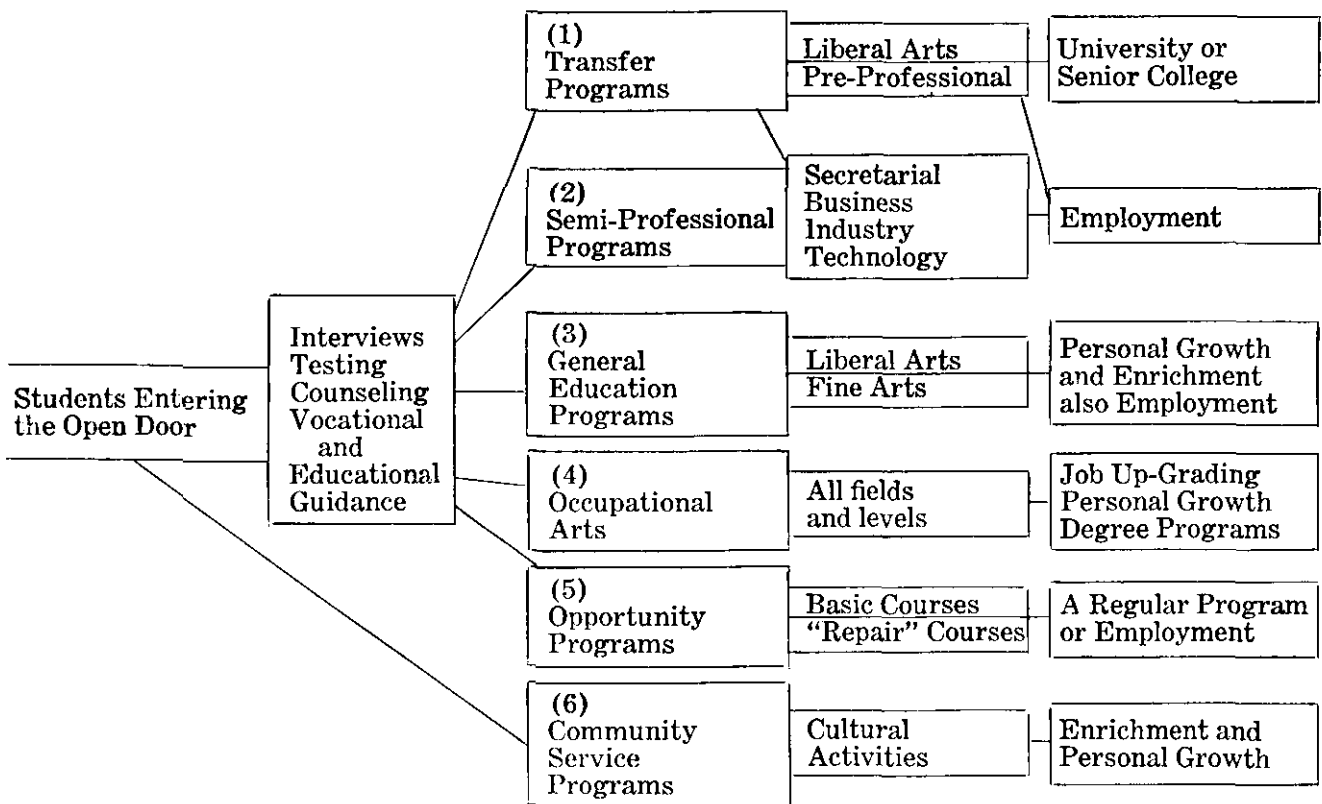 Students Entering
the Open Door
Interviews
Testing
Counseling
Vocational
and
Educational
Guidance
(1)
Transfer
Programs
Liberal Arts
Pre-Professional
University or
Senior College
(2)
Semi-Professional
Programs
Secretarial
Business
Industry
Technology
Employment
(3)
General
Education
Programs
Liberal Arts
Fine Arts
Personal Growth
and Enrichment
also Employment
(4)
Occupational
Arts
All fields
and levels
Job Up-Grading
Personal Growth
Degree Programs
(5)
Opportunity
Programs
Basic Courses
“Repair” Courses
A Regular Program
or Employment
(6)
Community
Service
Programs
Cultural
Activities
Enrichment and
Personal Growth